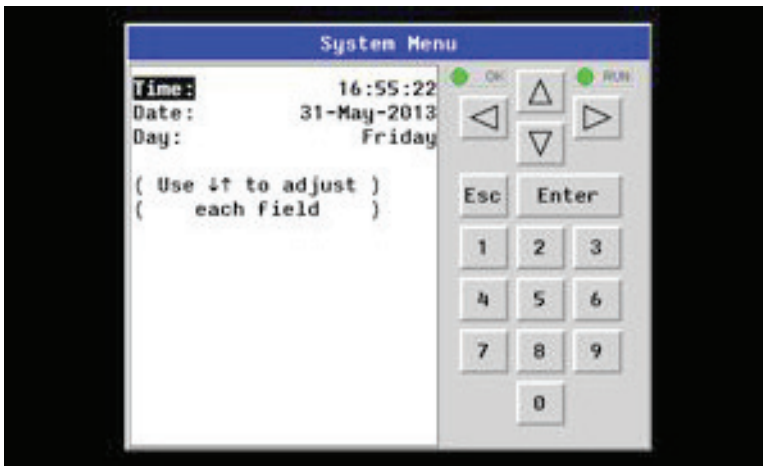 System Menu
Time: 16:55:22
Date: 31-May-2013
Day: Friday
( Use ↓↑ to adjust )
( each field )
OK
RUN
Esc Enter
1 2 3
4 5 6
7 8 9
0